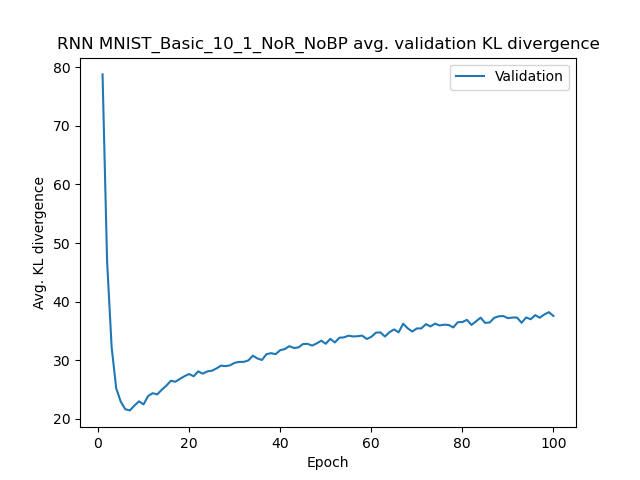 RNN MNIST_Basic_10_1_NoR_NoBP avg. validation KL divergence
Validation
Avg. KL divergence
80
70
60
50
40
30
20
0 20 40 60 80 100
Epoch